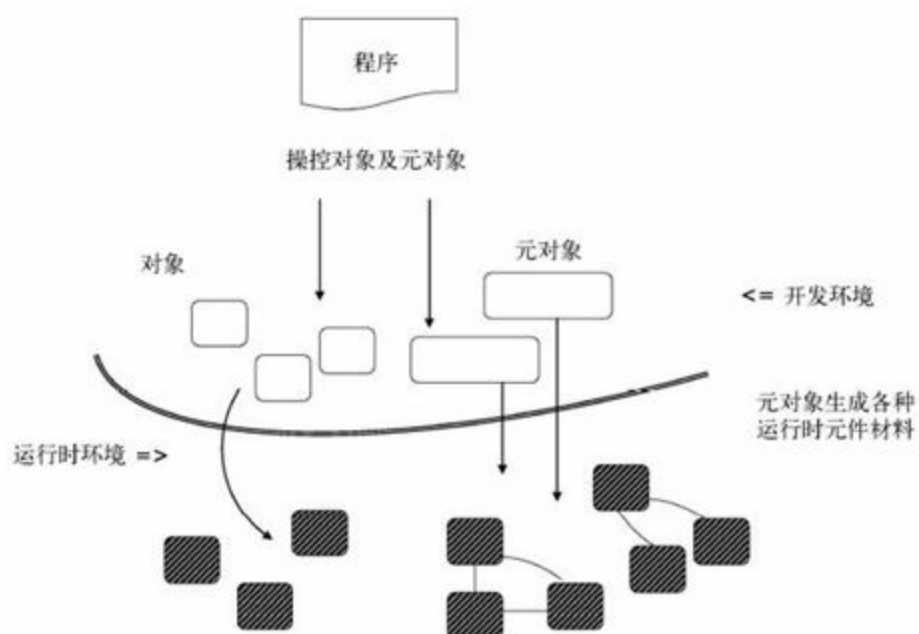 程序
操控对象及元对象
元对象
对象
<= 开发环境
元对象生成各种
运行时元件材料
运行时环境 =>